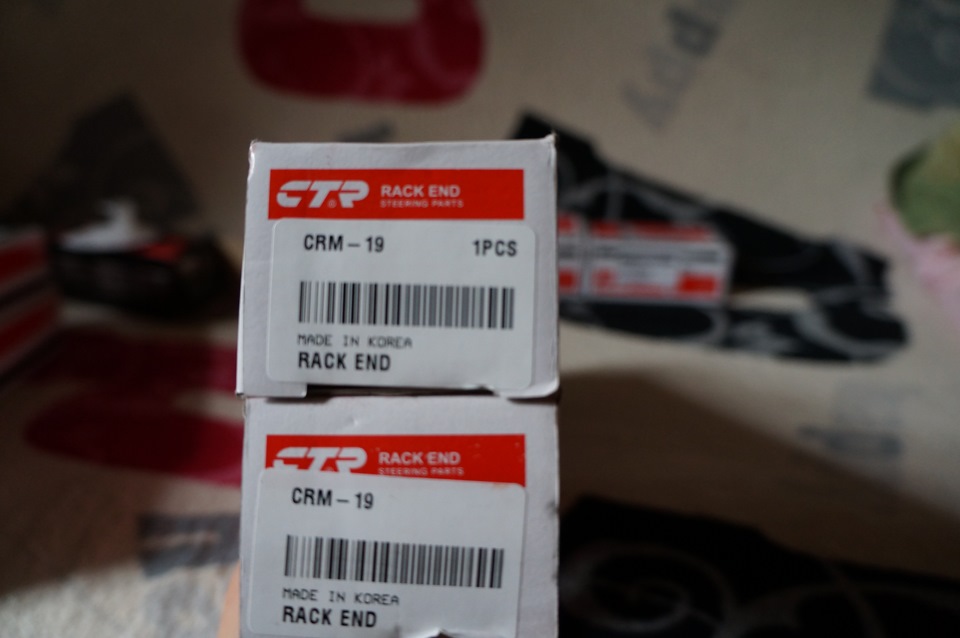 CTR RACK END
STEERING PARTS
CRM-19 1PCS
MADE IN KOREA
RACK END
CTR RACK END
STEERING PARTS
CRM-19
MADE IN KOREA
RACK END